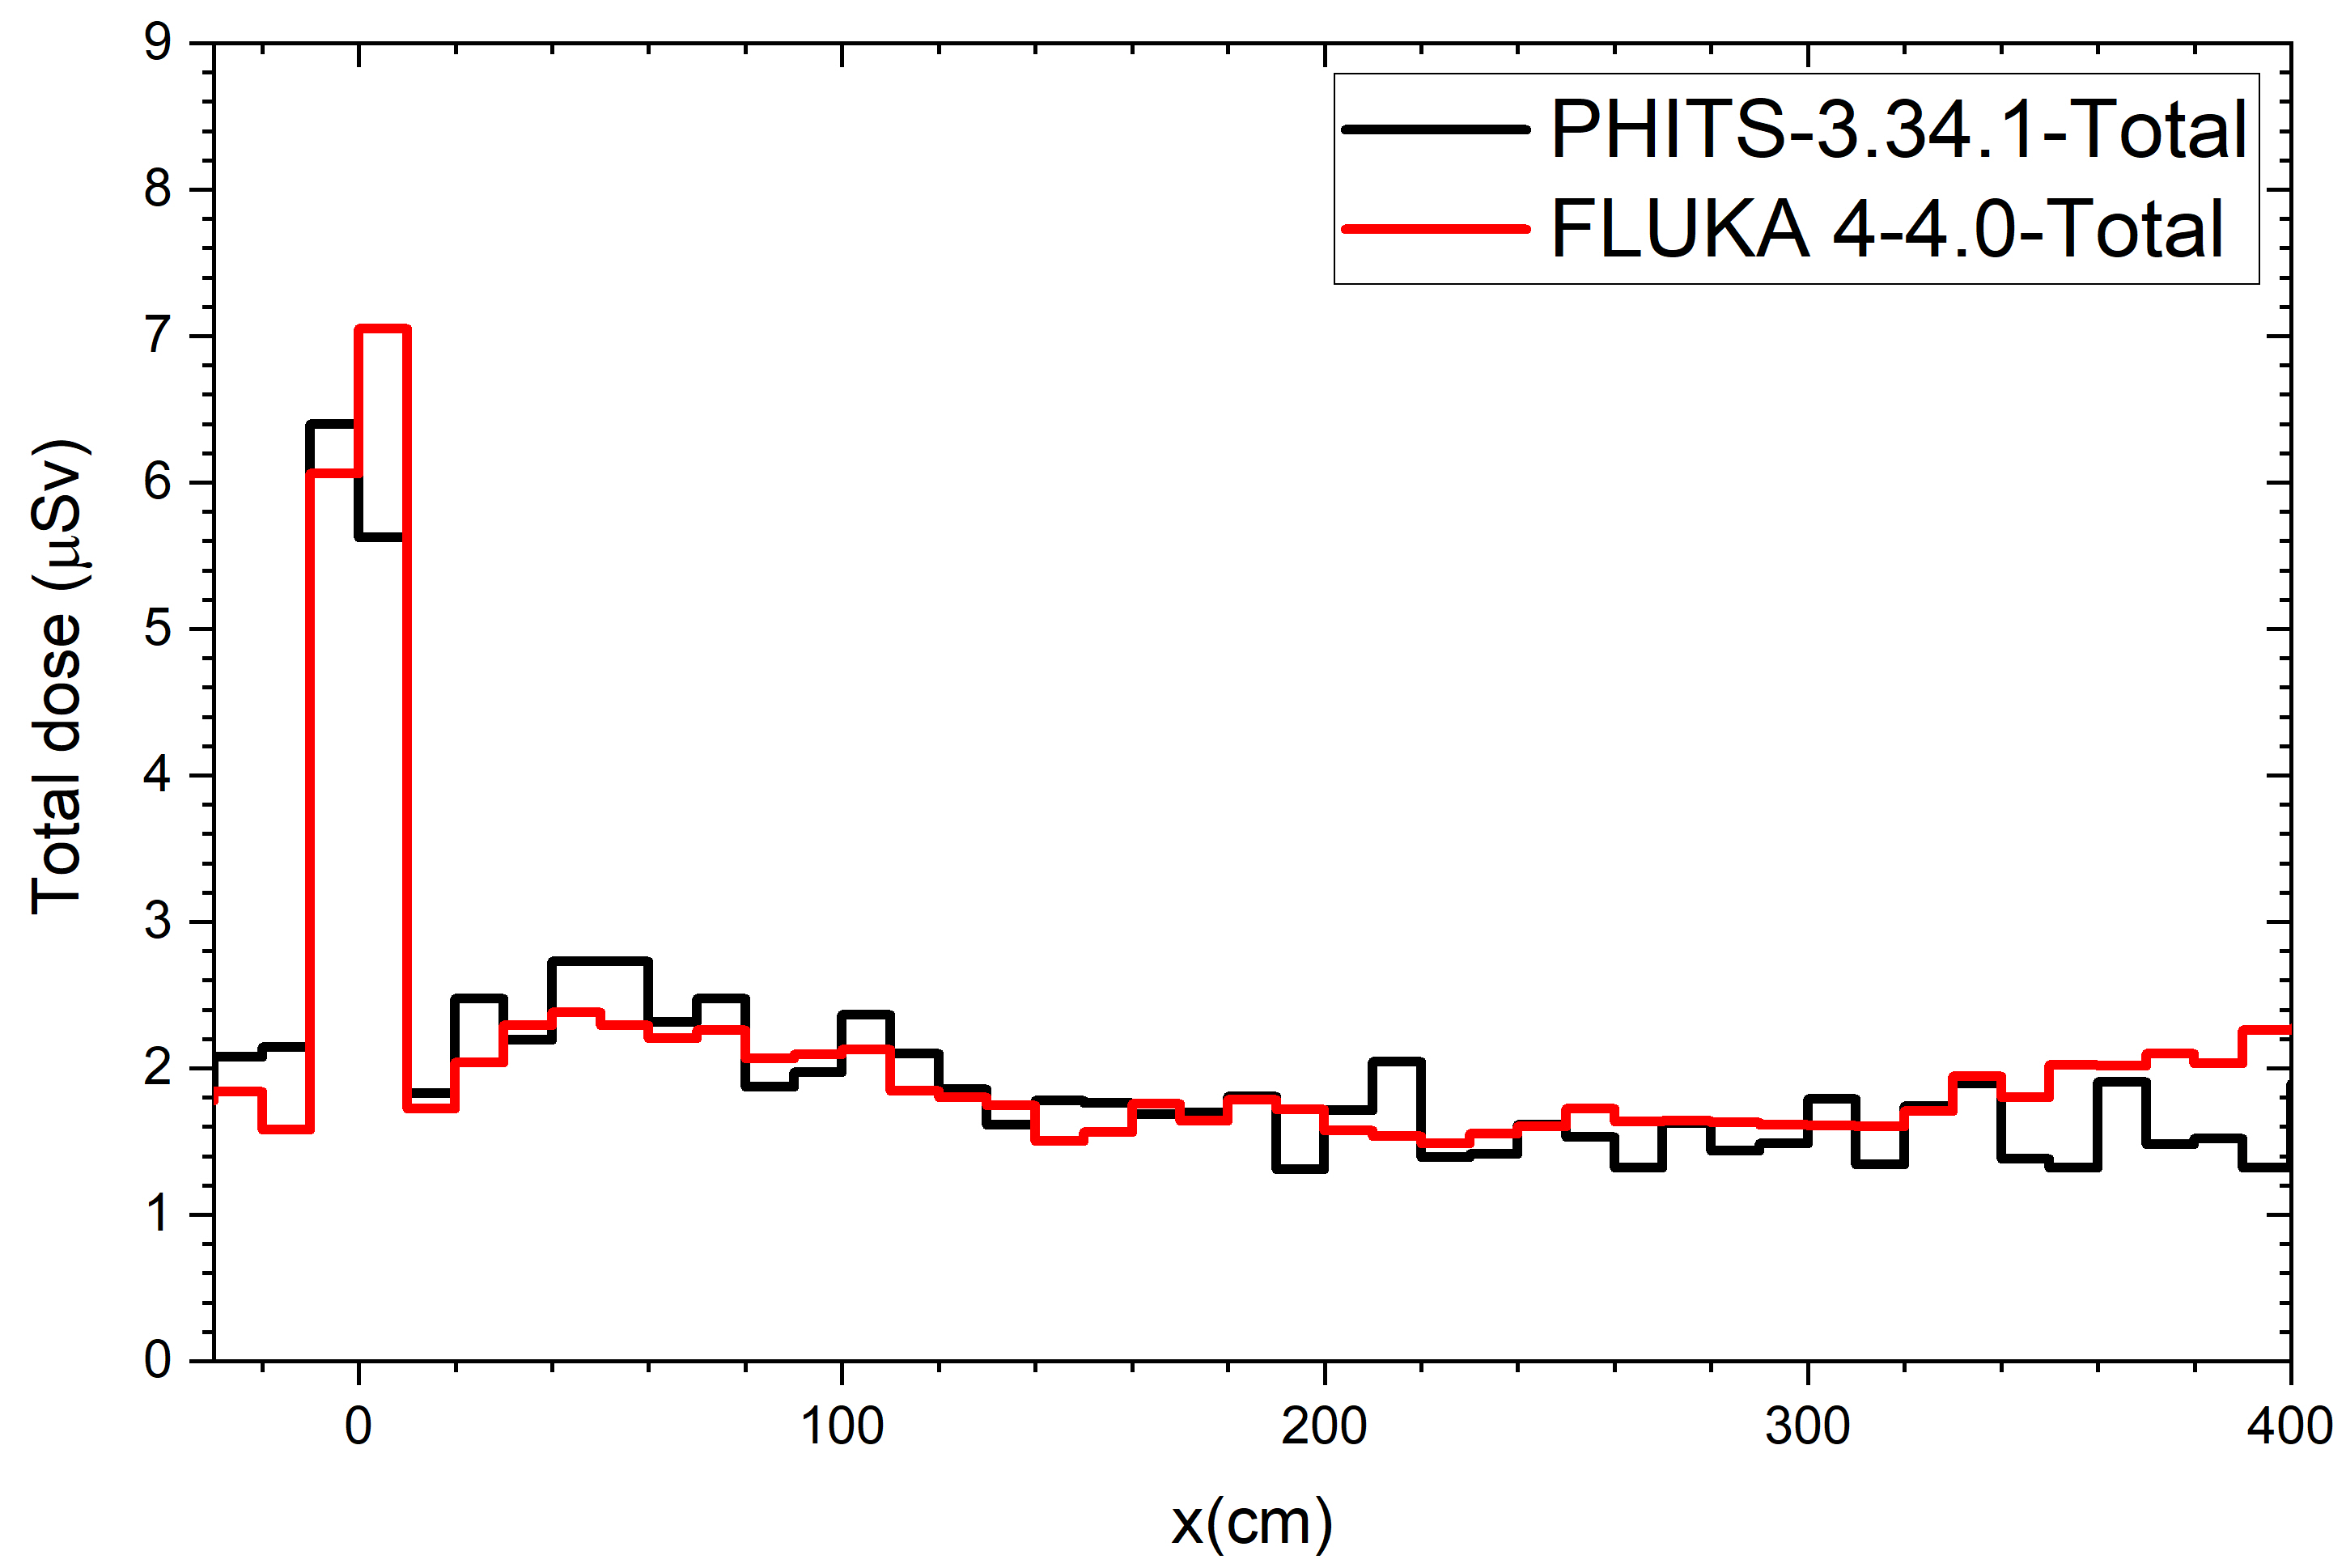 PHITS-3.34.1-Total
FLUKA 4-4.0-Total
Total dose (μSv)
9
8
7
6
5
4
3
2
1
0
0 100 200 300 400
x(cm)